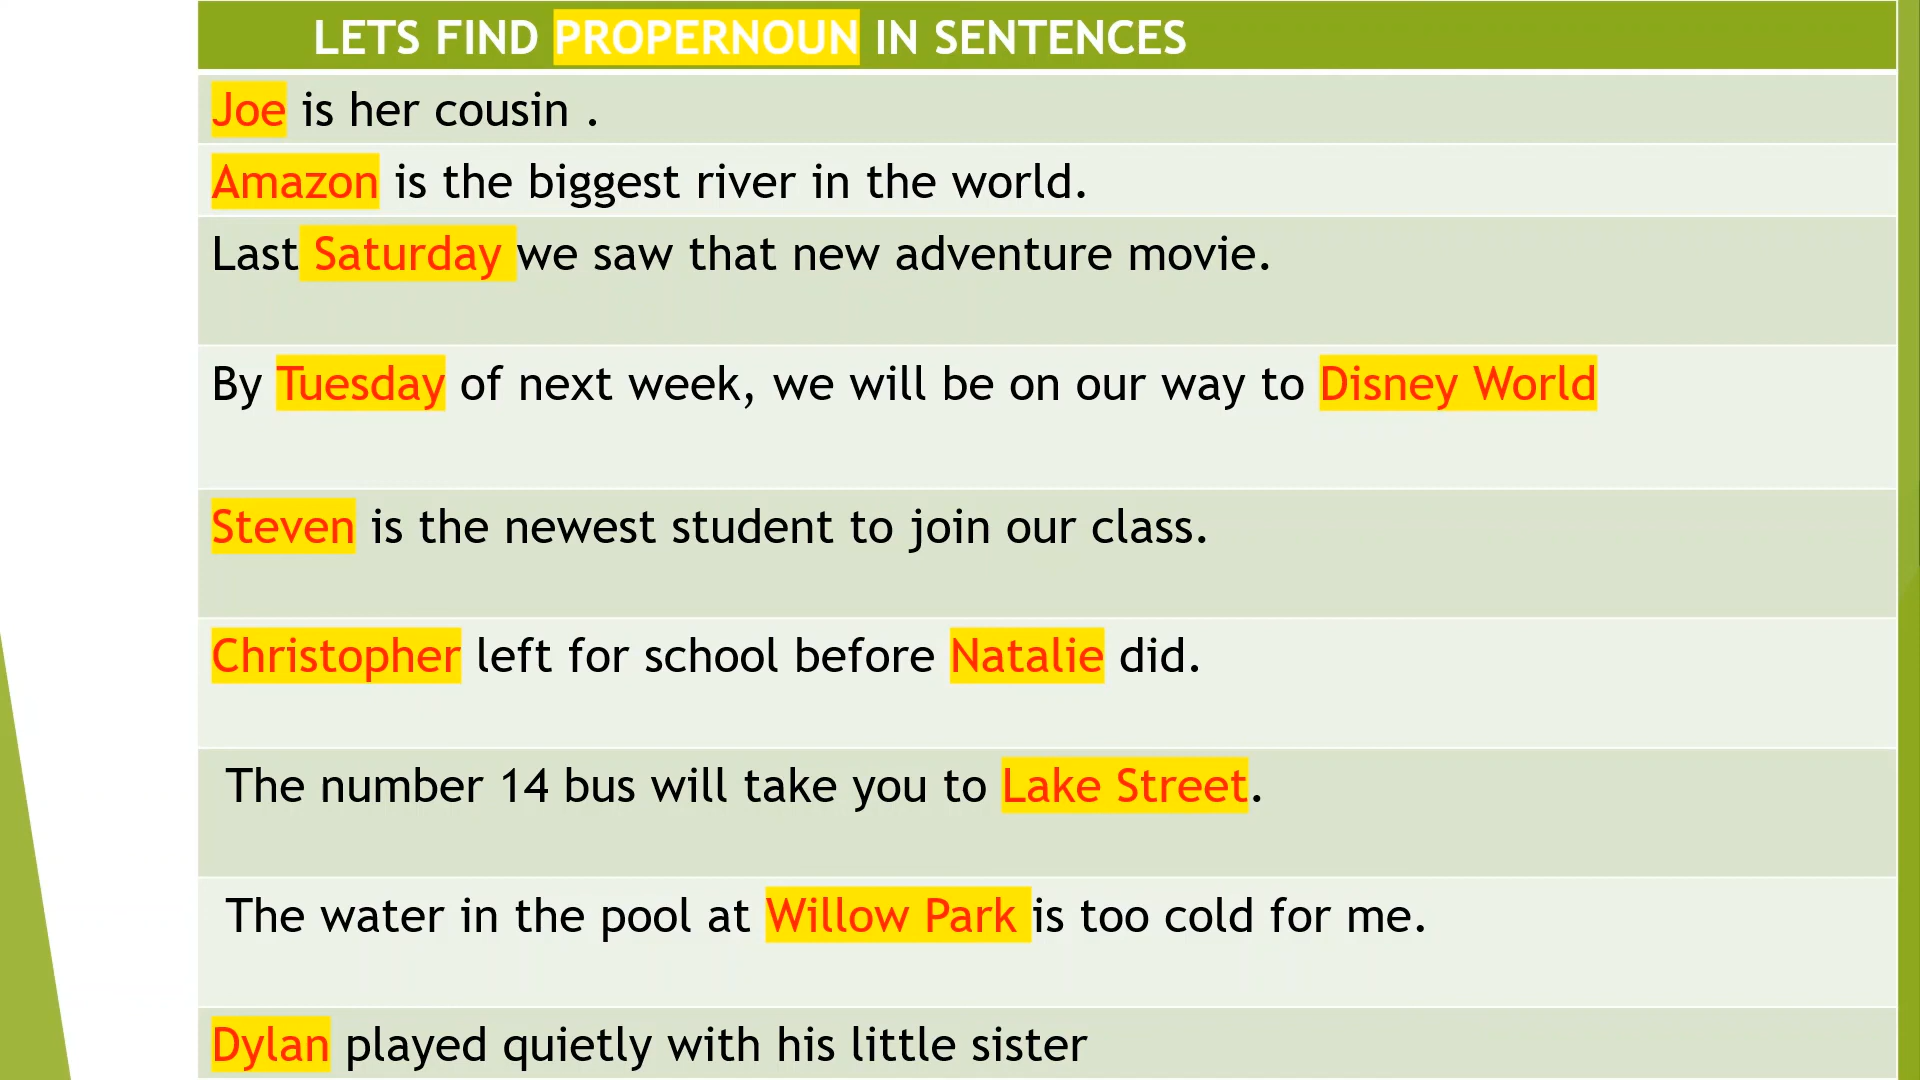 LETS FIND PROPERNOUN IN SENTENCES
Joe is her cousin .
Amazon is the biggest river in the world.
Last Saturday we saw that new adventure movie.
By Tuesday of next week, we will be on our way to Disney World
Steven is the newest student to join our class.
Christopher left for school before Natalie did.
The number 14 bus will take you to Lake Street.
The water in the pool at Willow Park is too cold for me.
Dylan played quietly with his little sister